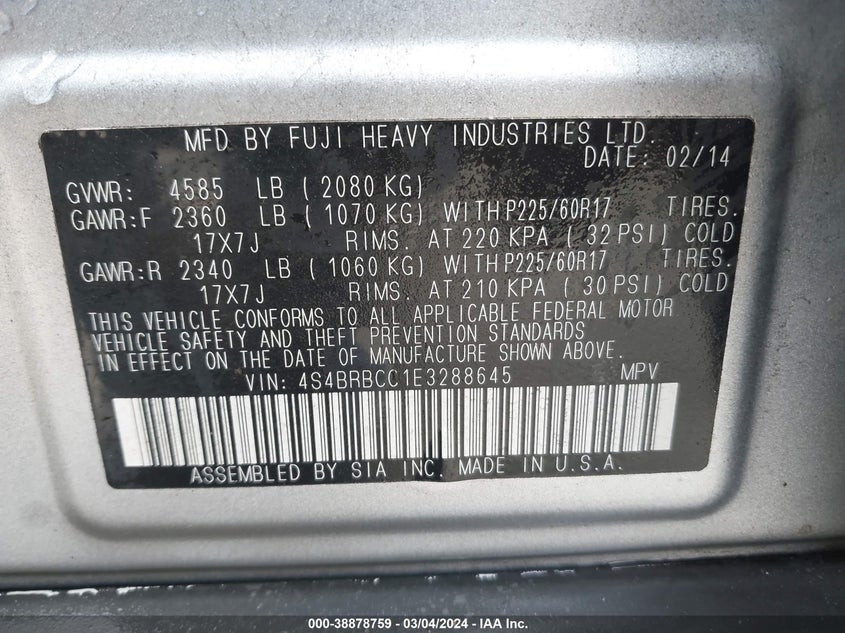 MFD BY FUJI HEAVY INDUSTRIES LTD.
DATE: 02/14
GVWR: 4585 LB ( 2080 KG)
GAWR:F 2360 LB ( 1070 KG) WITH P225/60R17 TIRES.
17X7J RIMS. AT 220 KPA ( 32 PSI) COLD
GAWR:R 2340 LB ( 1060 KG) WITH P225/60R17 TIRES.
17X7J RIMS. AT 210 KPA ( 30 PSI) COLD
THIS VEHICLE CONFORMS TO ALL APPLICABLE FEDERAL MOTOR
VEHICLE SAFETY AND THEFT PREVENTION STANDARDS
IN EFFECT ON THE DATE OF MANUFACTURE SHOWN ABOVE.
VIN: 4S4BRBCC1E3288645 MPV
ASSEMBLED BY SIA INC. MADE IN U.S.A.
000-38878759 — 03/04/2024 — IAA Inc.